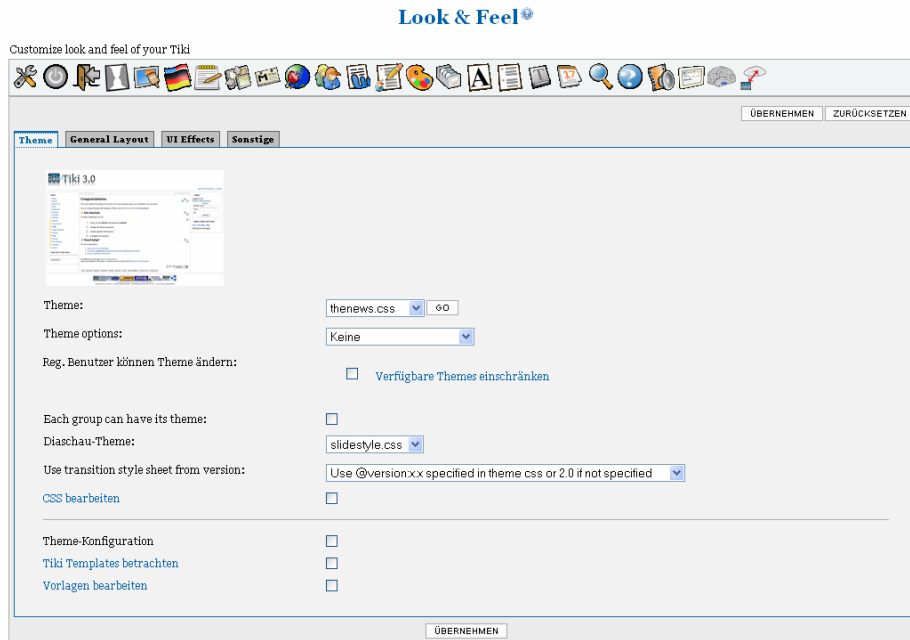 Look & Feel
Customize look and feel of your Tiki
ÜBERNEHMEN ZURÜCKSETZEN
Theme General Layout UI Effects Sonstige
Tiki 3.0
Theme: thenews.css GO
Theme options: Keine
Reg. Benutzer können Theme ändern:
Verfügbare Themes einschränken
Each group can have its theme:
Diaschau-Theme: slidestyle.css
Use transition style sheet from version: Use @version:x.x specified in theme css or 2.0 if not specified
CSS bearbeiten
Theme-Konfiguration
Tiki Templates betrachten
Vorlagen bearbeiten
ÜBERNEHMEN